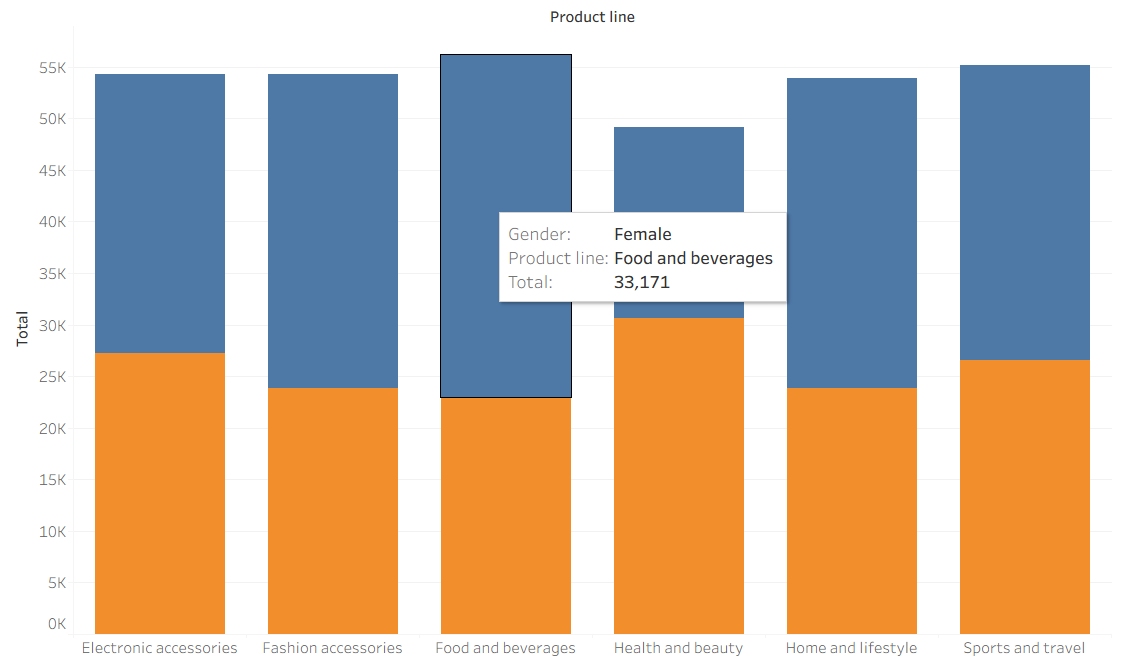 Product line
55K
50K
45K
40K
35K
30K
25K
20K
15K
10K
5K
0K
Total
Gender: Female
Product line: Food and beverages
Total: 33,171
Electronic accessories Fashion accessories Food and beverages Health and beauty Home and lifestyle Sports and travel